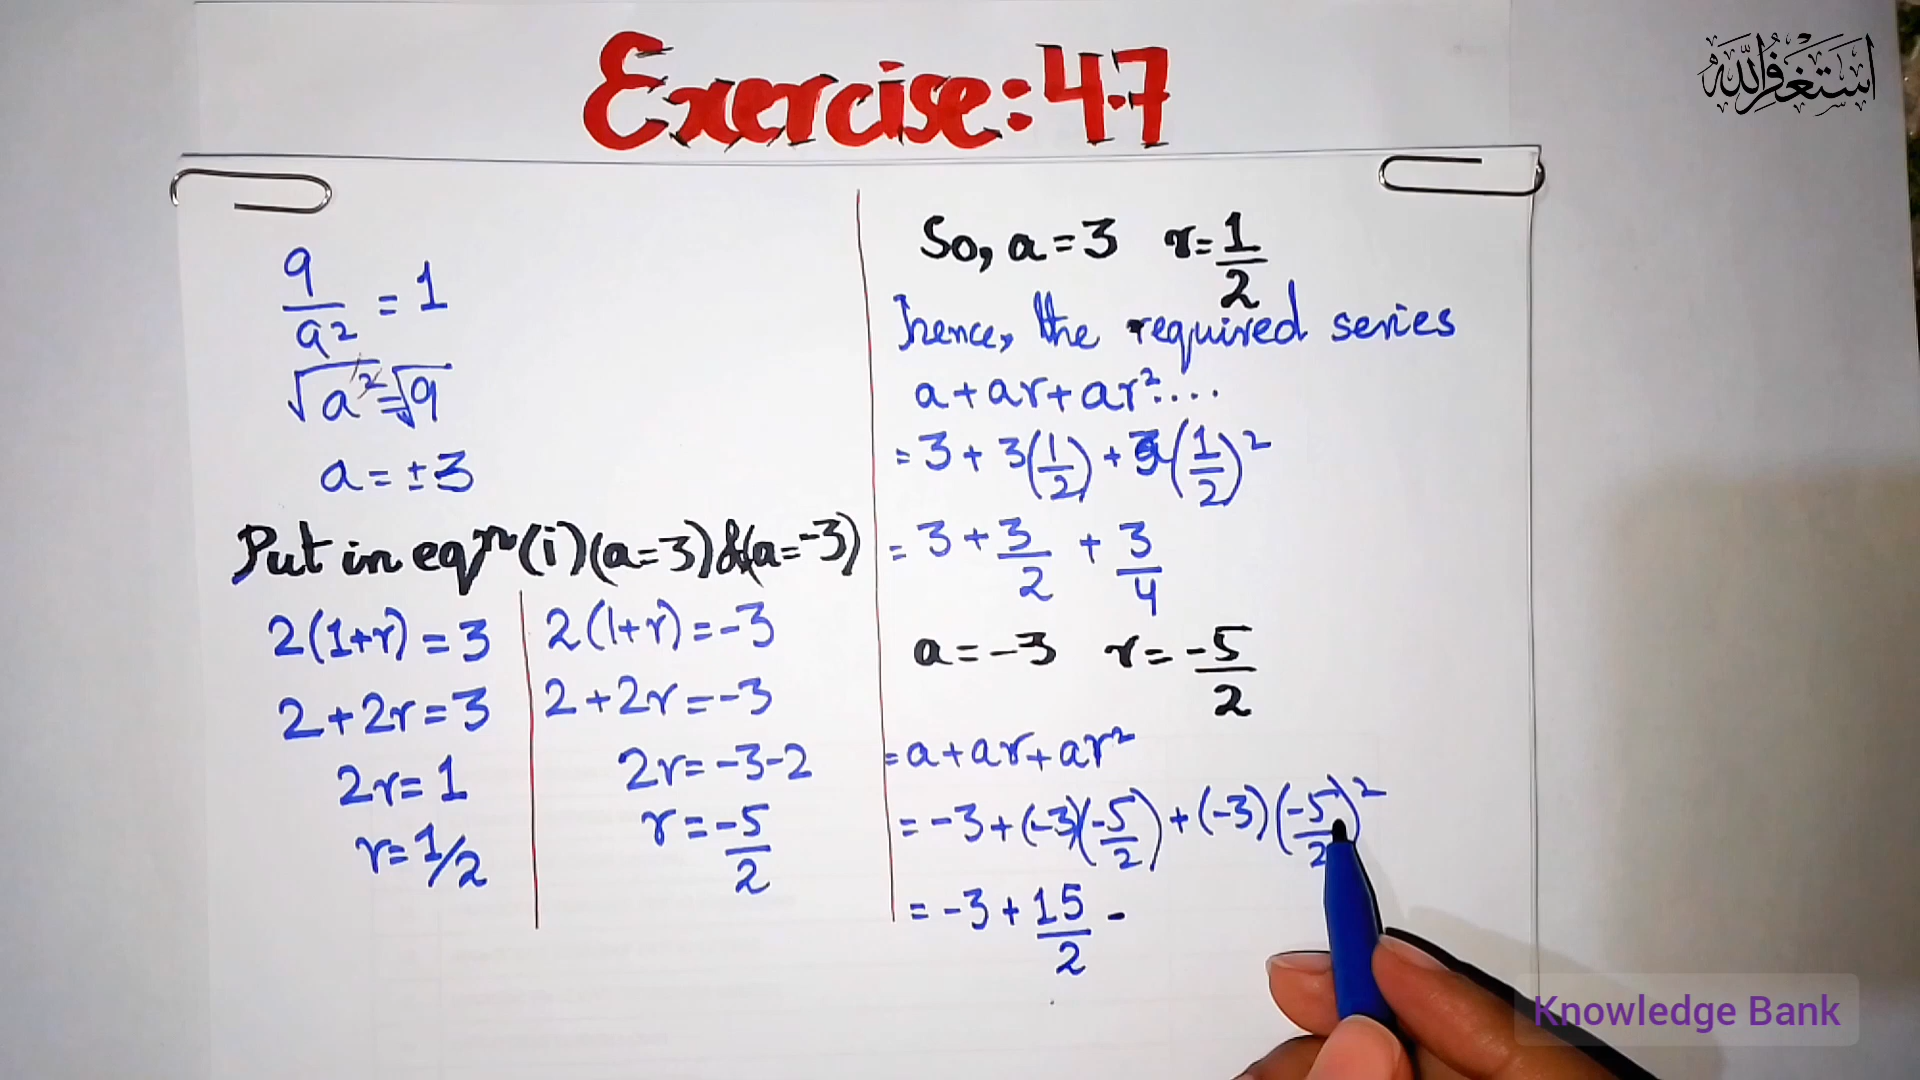 Exercise: 4.7
أستغفر الله
9/a2 = 1
√a2 = √9
a = ±3
Put in eqn (i) (a=3) & (a=-3)
2(1+r) = 3
2+2r = 3
2r = 1
r = 1/2
2(1+r) = -3
2+2r = -3
2r = -3-2
r = -5/2
So, a = 3 r = 1/2
hence, the required series
a + ar + ar²....
= 3 + 3(1/2) + 3(1/2)²
= 3 + 3/2 + 3/4
a = -3 r = -5/2
= a + ar + ar²
= -3 + (-3)(-5/2) + (-3)(-5/2)²
= -3 + 15/2 -
Knowledge Bank